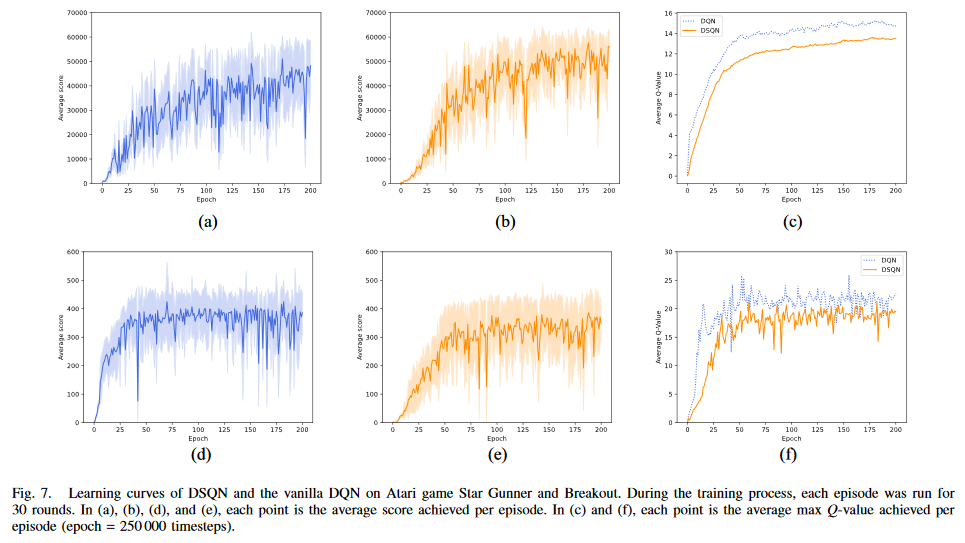 70000
60000
50000
40000
30000
20000
10000
0
Average score
0 25 50 75 100 125 150 175 200
Epoch
(a)
70000
60000
50000
40000
30000
20000
10000
0
Average score
0 25 50 75 100 125 150 175 200
Epoch
(b)
16
14
12
10
8
6
4
2
0
Average Q-Value
DQN
DSQN
0 25 50 75 100 125 150 175 200
Epoch
(c)
600
500
400
300
200
100
0
Average score
0 25 50 75 100 125 150 175 200
Epoch
(d)
600
500
400
300
200
100
0
Average score
0 25 50 75 100 125 150 175 200
Epoch
(e)
30
25
20
15
10
5
0
Average Q-Value
DQN
DSQN
0 25 50 75 100 125 150 175 200
Epoch
(f)
Fig. 7. Learning curves of DSQN and the vanilla DQN on Atari game Star Gunner and Breakout. During the training process, each episode was run for
30 rounds. In (a), (b), (d), and (e), each point is the average score achieved per episode. In (c) and (f), each point is the average max Q-value achieved per
episode (epoch = 250 000 timesteps).